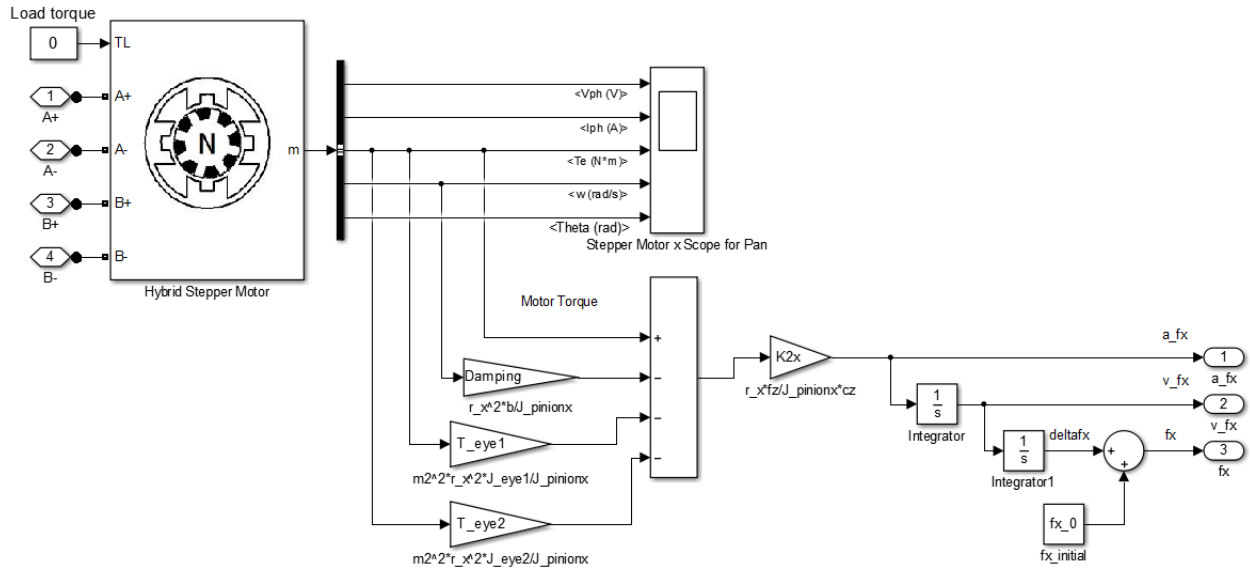 Load torque
0
TL
1
A+
A+
2
A-
A-
3
B+
B+
4
B-
B-
N
m
Hybrid Stepper Motor
<Vph (V)>
<Iph (A)>
<Te (N*m)>
<w (rad/s)>
<Theta (rad)>
Stepper Motor x Scope for Pan
Motor Torque
+
−
−
−
Damping
r_x^2*b/J_pinionx
T_eye1
m2^2*r_x^2*J_eye1/J_pinionx
T_eye2
m2^2*r_x^2*J_eye2/J_pinionx
K2x
r_x*fz/J_pinionx*cz
a_fx
1
a_fx
1
s
Integrator
v_fx
2
v_fx
1
s
Integrator1
deltafx
+
+
fx
3
fx
fx_0
fx_initial